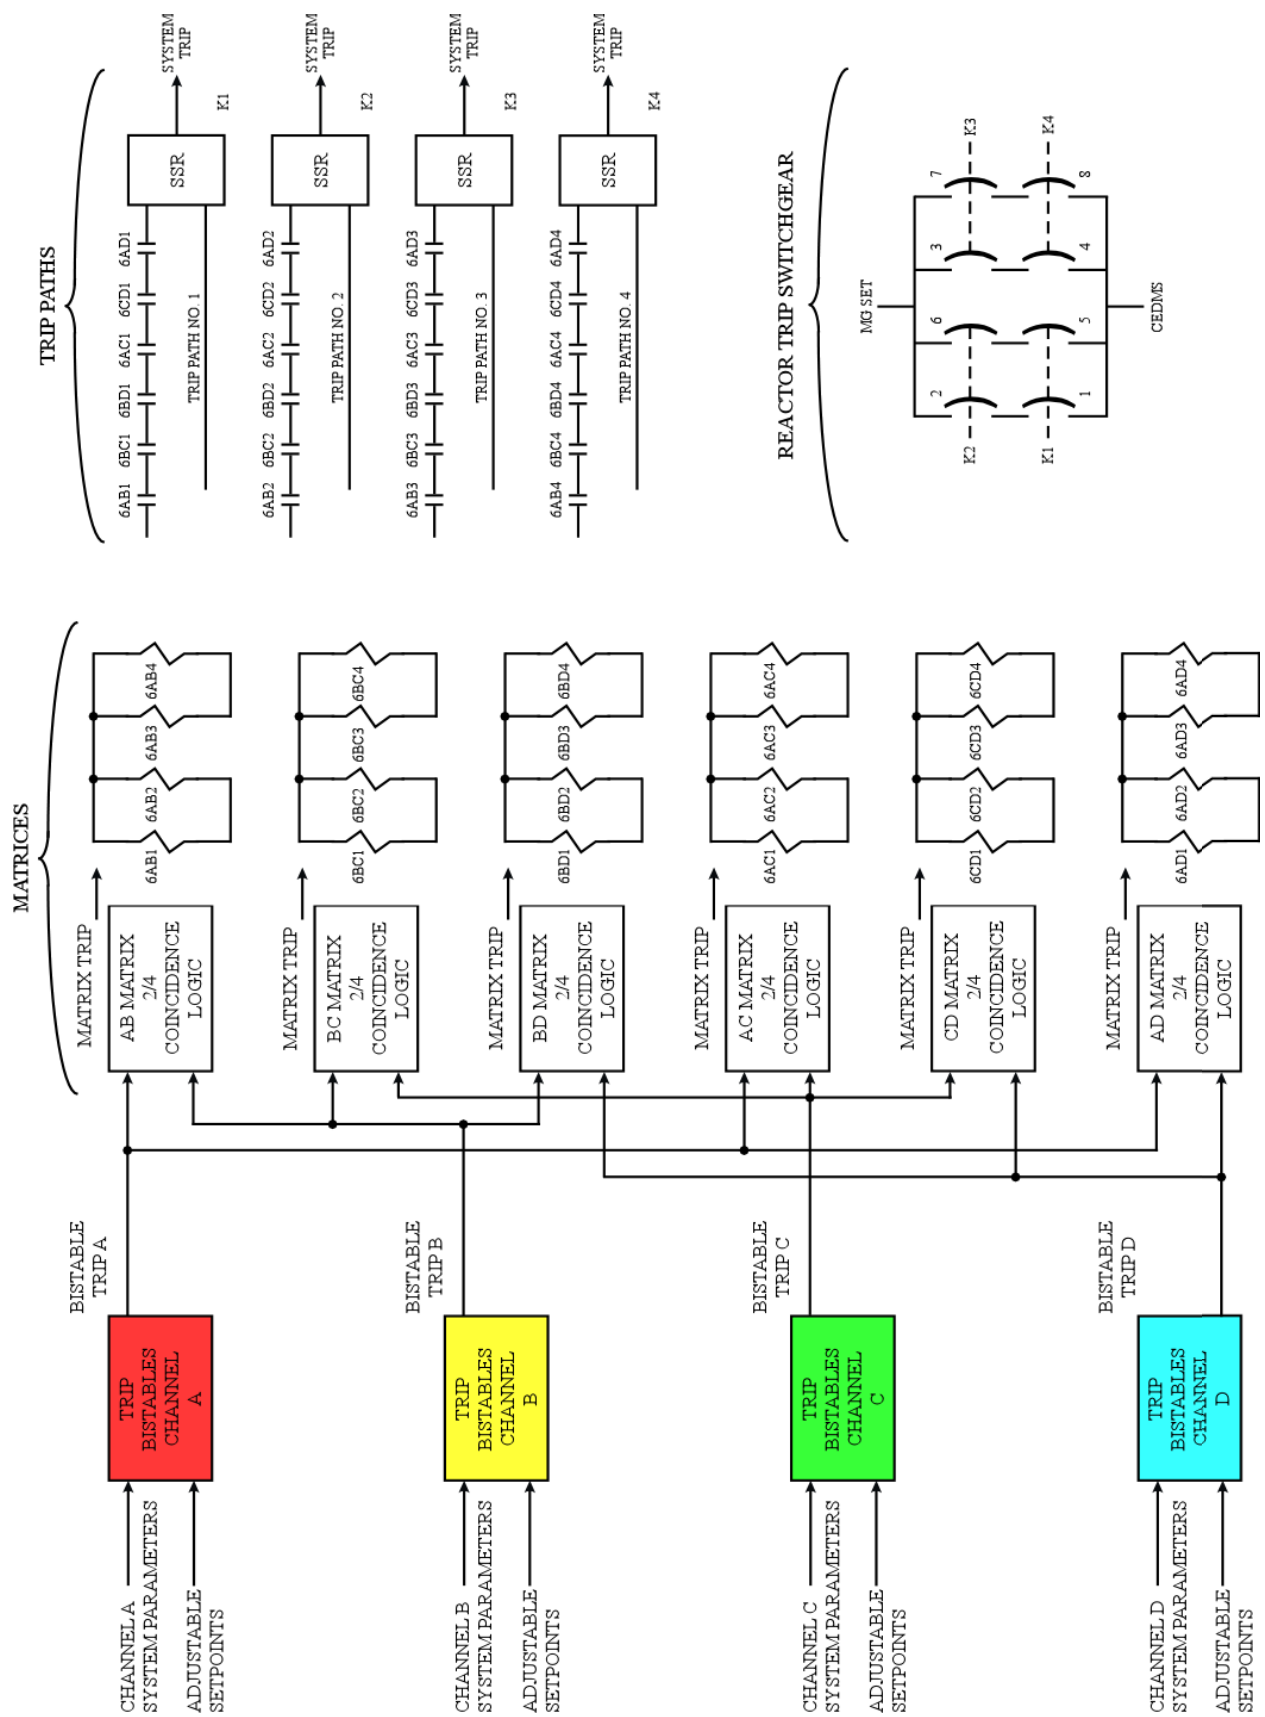 MATRICES
TRIP PATHS
CHANNEL A
SYSTEM PARAMETERS
ADJUSTABLE
SETPOINTS
TRIP
BISTABLES
CHANNEL
A
BISTABLE
TRIP A
MATRIX TRIP
AB MATRIX
2/4
COINCIDENCE
LOGIC
6AB1
6AB2
6AB3
6AB4
MATRIX TRIP
BC MATRIX
2/4
COINCIDENCE
LOGIC
6BC1
6BC2
6BC3
6BC4
CHANNEL B
SYSTEM PARAMETERS
ADJUSTABLE
SETPOINTS
TRIP
BISTABLES
CHANNEL
B
BISTABLE
TRIP B
MATRIX TRIP
BD MATRIX
2/4
COINCIDENCE
LOGIC
6BD1
6BD2
6BD3
6BD4
MATRIX TRIP
AC MATRIX
2/4
COINCIDENCE
LOGIC
6AC1
6AC2
6AC3
6AC4
CHANNEL C
SYSTEM PARAMETERS
ADJUSTABLE
SETPOINTS
TRIP
BISTABLES
CHANNEL
C
BISTABLE
TRIP C
MATRIX TRIP
CD MATRIX
2/4
COINCIDENCE
LOGIC
6CD1
6CD2
6CD3
6CD4
CHANNEL D
SYSTEM PARAMETERS
ADJUSTABLE
SETPOINTS
TRIP
BISTABLES
CHANNEL
D
BISTABLE
TRIP D
MATRIX TRIP
AD MATRIX
2/4
COINCIDENCE
LOGIC
6AD1
6AD2
6AD3
6AD4
6AB1 6BC1 6BD1 6AC1 6CD1 6AD1
SSR
SYSTEM
TRIP
TRIP PATH NO. 1
K1
6AB2 6BC2 6BD2 6AC2 6CD2 6AD2
SSR
SYSTEM
TRIP
TRIP PATH NO. 2
K2
6AB3 6BC3 6BD3 6AC3 6CD3 6AD3
SSR
SYSTEM
TRIP
TRIP PATH NO. 3
K3
6AB4 6BC4 6BD4 6AC4 6CD4 6AD4
SSR
SYSTEM
TRIP
TRIP PATH NO. 4
K4
REACTOR TRIP SWITCHGEAR
MG SET
2 6 3 7
K2 K3
K1 K4
1 5 4 8
CEDMS